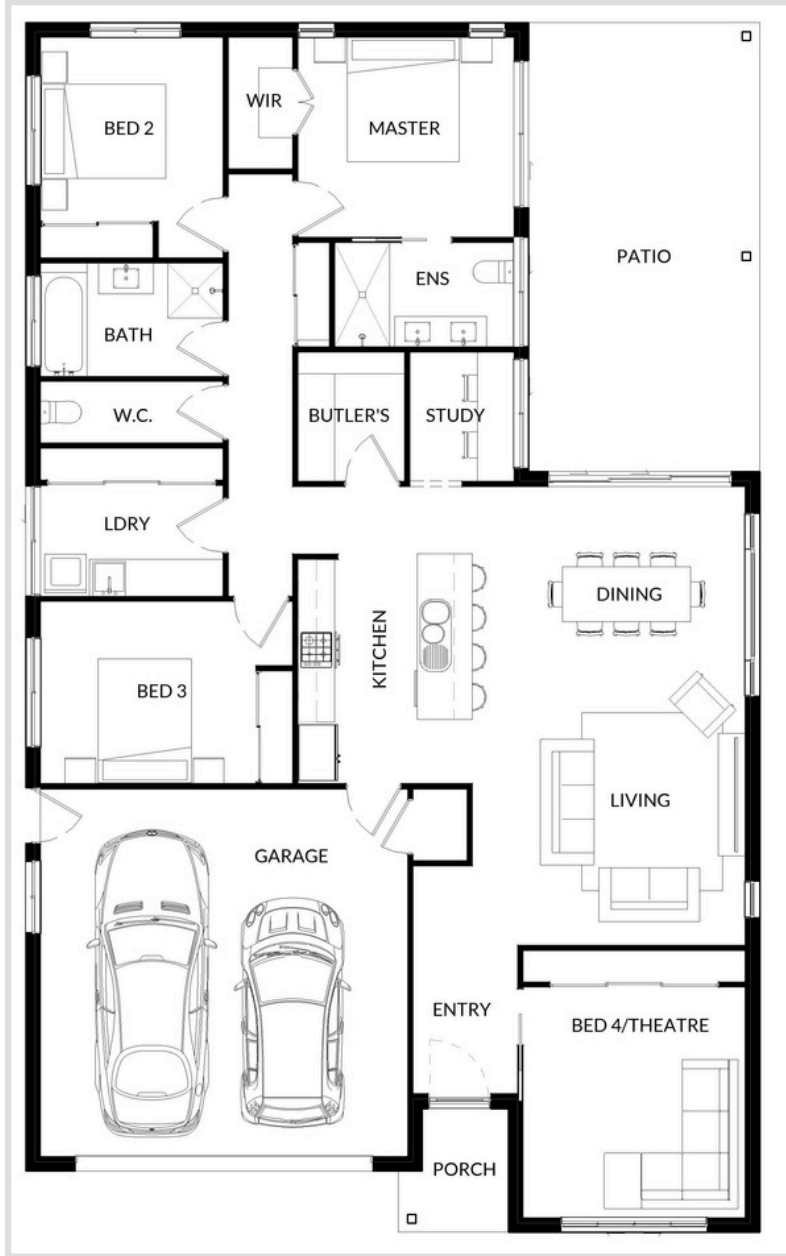 BED 2
WIR
MASTER
PATIO
ENS
BATH
W.C.
BUTLER'S
STUDY
LDRY
DINING
KITCHEN
BED 3
LIVING
GARAGE
ENTRY
BED 4/THEATRE
PORCH